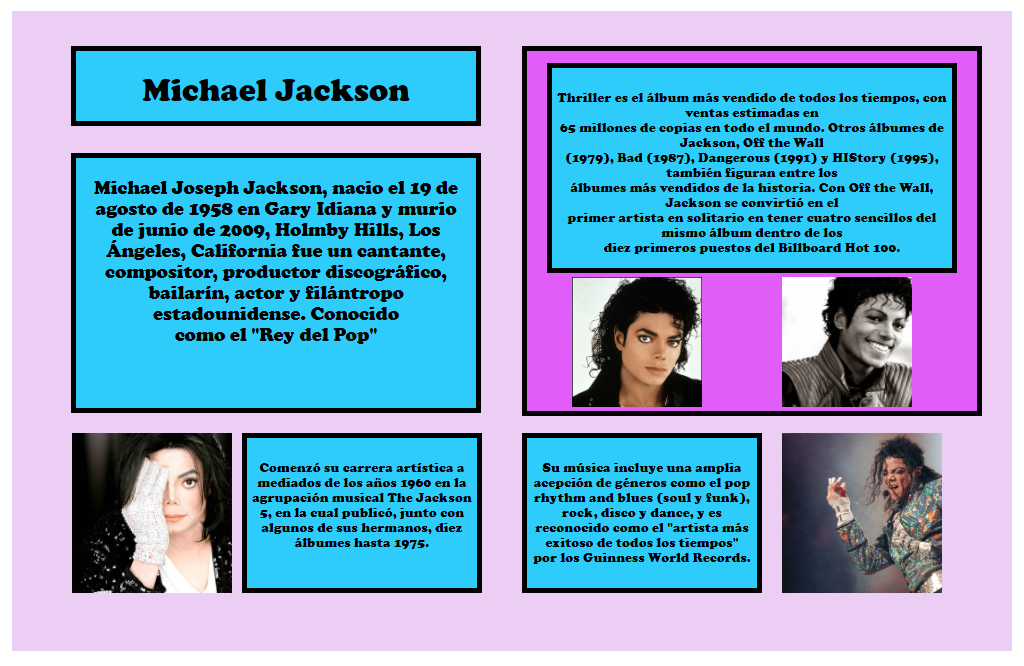 Michael Jackson
Michael Joseph Jackson, nacio el 19 de
agosto de 1958 en Gary Idiana y murio
de junio de 2009, Holmby Hills, Los
Ángeles, California fue un cantante,
compositor, productor discográfico,
bailarín, actor y filántropo
estadounidense. Conocido
como el "Rey del Pop"
Thriller es el álbum más vendido de todos los tiempos, con
ventas estimadas en
65 millones de copias en todo el mundo. Otros álbumes de
Jackson, Off the Wall
(1979), Bad (1987), Dangerous (1991) y HIStory (1995),
también figuran entre los
álbumes más vendidos de la historia. Con Off the Wall,
Jackson se convirtió en el
primer artista en solitario en tener cuatro sencillos del
mismo álbum dentro de los
diez primeros puestos del Billboard Hot 100.
Comenzó su carrera artística a
mediados de los años 1960 en la
agrupación musical The Jackson
5, en la cual publicó, junto con
algunos de sus hermanos, diez
álbumes hasta 1975.
Su música incluye una amplia
acepción de géneros como el pop
rhythm and blues (soul y funk),
rock, disco y dance, y es
reconocido como el "artista más
exitoso de todos los tiempos"
por los Guinness World Records.